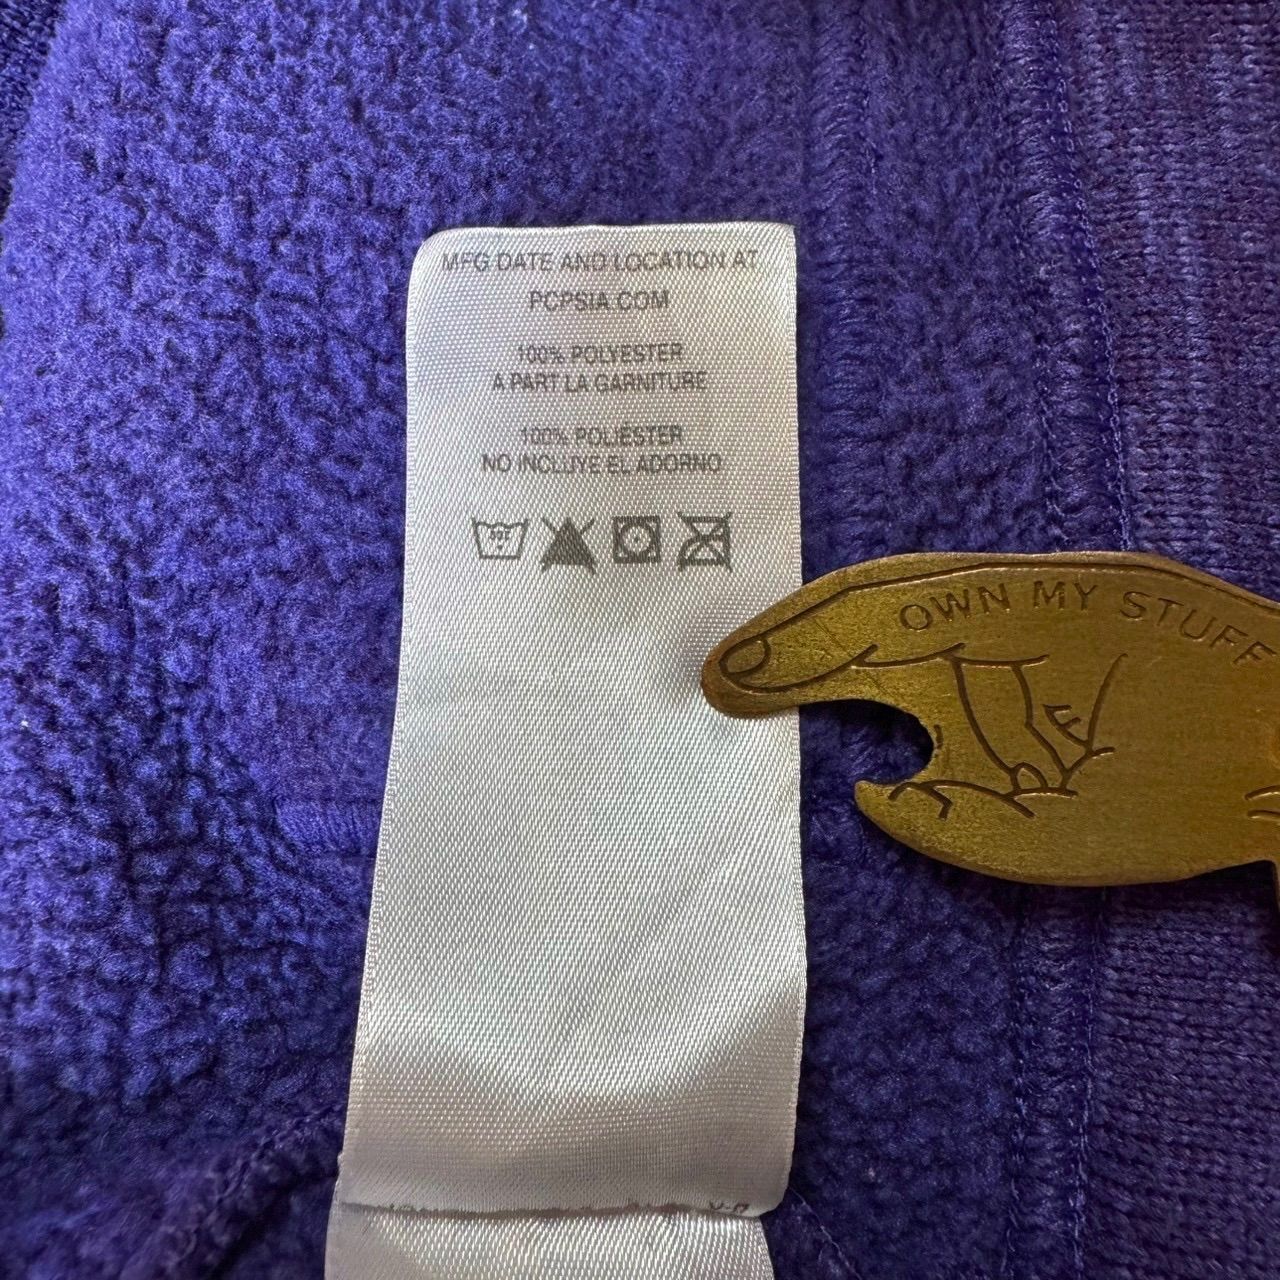 MFG DATE AND LOCATION AT
PCPSIA.COM
100% POLYESTER
A PART LA GARNITURE
100% POLIESTER
NO INCLUYE EL ADORNO
OWN MY STUFF